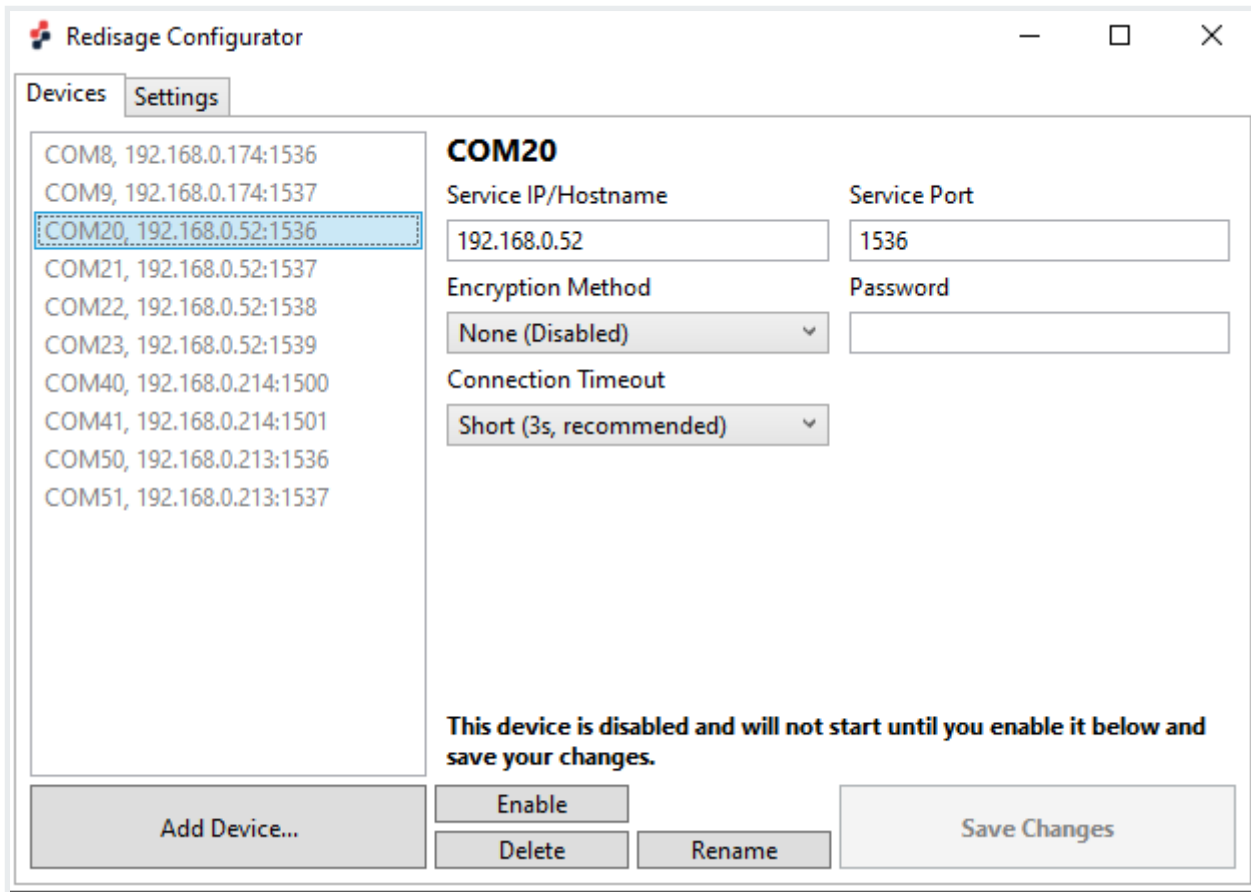 Redisage Configurator
Devices
Settings
COM8, 192.168.0.174:1536
COM9, 192.168.0.174:1537
COM20, 192.168.0.52:1536
COM21, 192.168.0.52:1537
COM22, 192.168.0.52:1538
COM23, 192.168.0.52:1539
COM40, 192.168.0.214:1500
COM41, 192.168.0.214:1501
COM50, 192.168.0.213:1536
COM51, 192.168.0.213:1537
Add Device...
COM20
Service IP/Hostname
Service Port
192.168.0.52
1536
Encryption Method
Password
None (Disabled)
Connection Timeout
Short (3s, recommended)
This device is disabled and will not start until you enable it below and
save your changes.
Enable
Delete
Rename
Save Changes